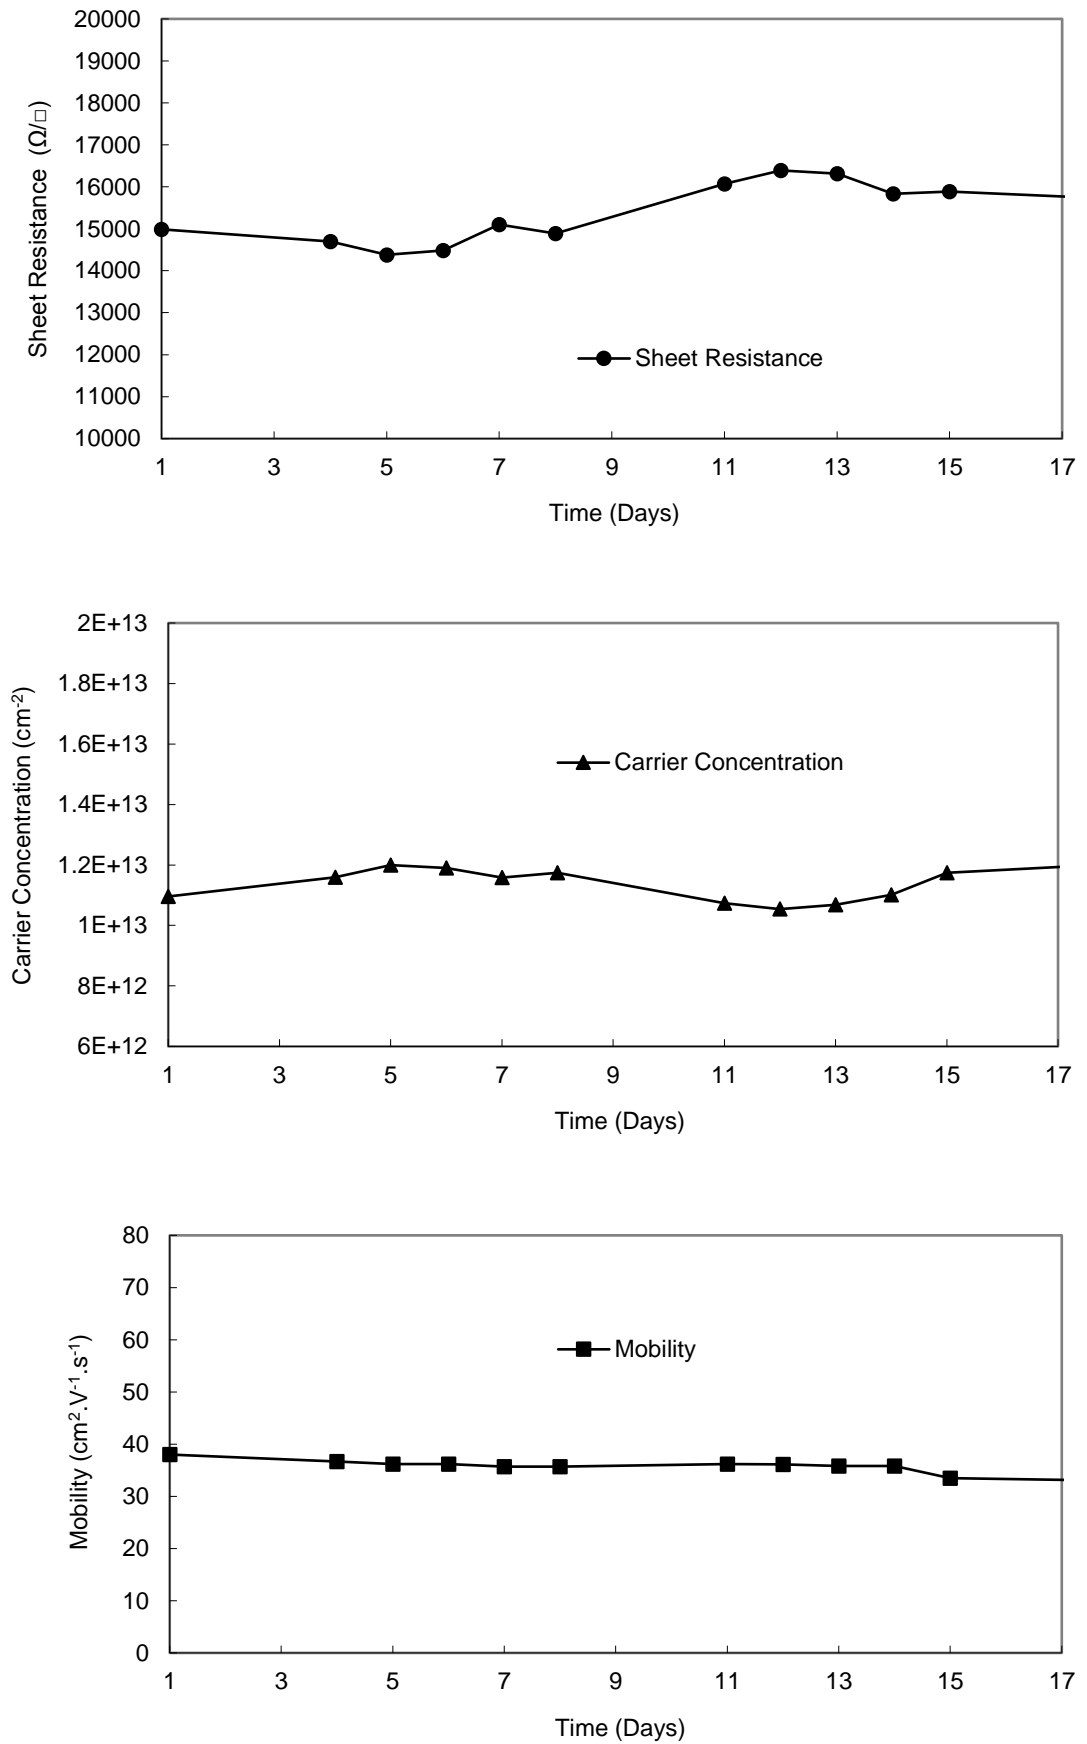 20000
19000
18000
17000
16000
15000
14000
13000
12000
11000
10000
Sheet Resistance (Ω/□)
Sheet Resistance
1 3 5 7 9 11 13 15 17
Time (Days)
2E+13
1.8E+13
1.6E+13
1.4E+13
1.2E+13
1E+13
8E+12
6E+12
Carrier Concentration (cm⁻²)
Carrier Concentration
1 3 5 7 9 11 13 15 17
Time (Days)
80
70
60
50
40
30
20
10
0
Mobility (cm².V⁻¹.s⁻¹)
Mobility
1 3 5 7 9 11 13 15 17
Time (Days)